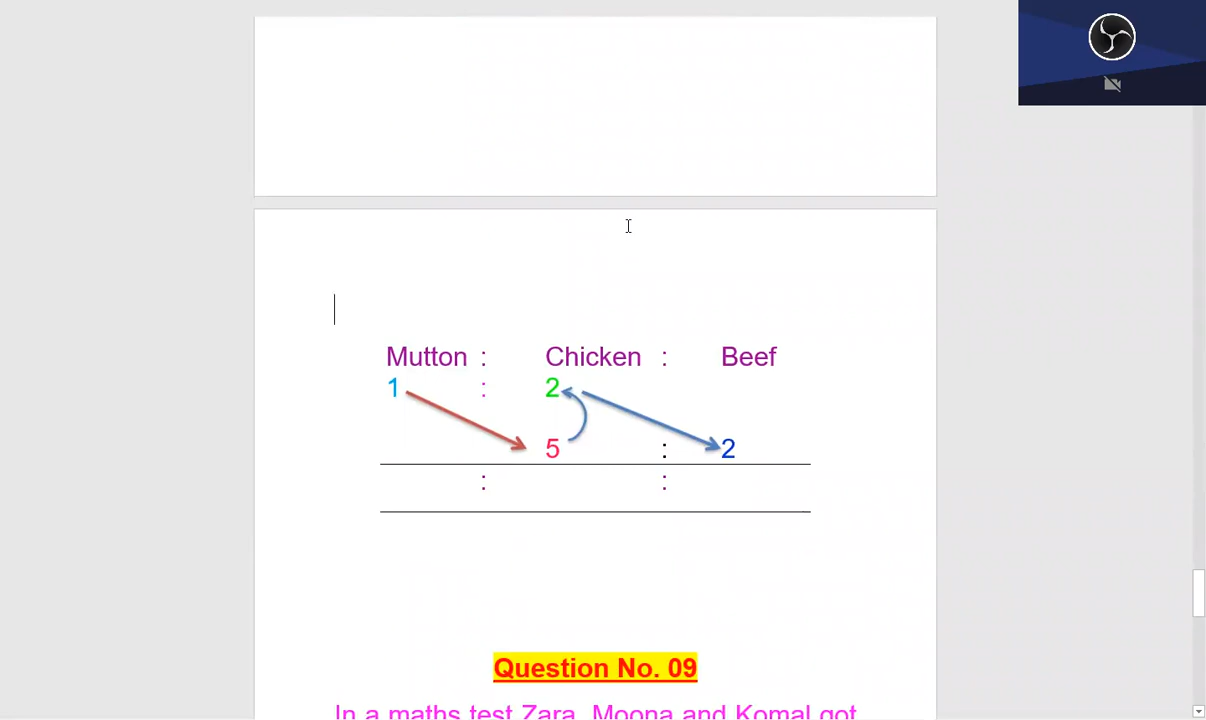 Mutton : Chicken : Beef
1 : 2
5 : 2
: :
Question No. 09
In a maths test Zara, Moona and Komal got